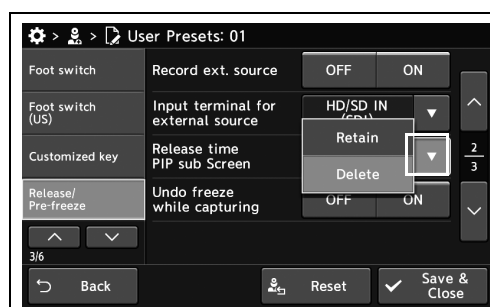 > > User Presets: 01
Foot switch
Record ext. source
OFF
ON
Foot switch
(US)
Input terminal for
external source
HD/SD IN
(SDI)
Customized key
Release time
PIP sub Screen
Retain
Delete
2
3
Release/
Pre-freeze
Undo freeze
while capturing
OFF
ON
3/6
Back
Reset
Save &
Close